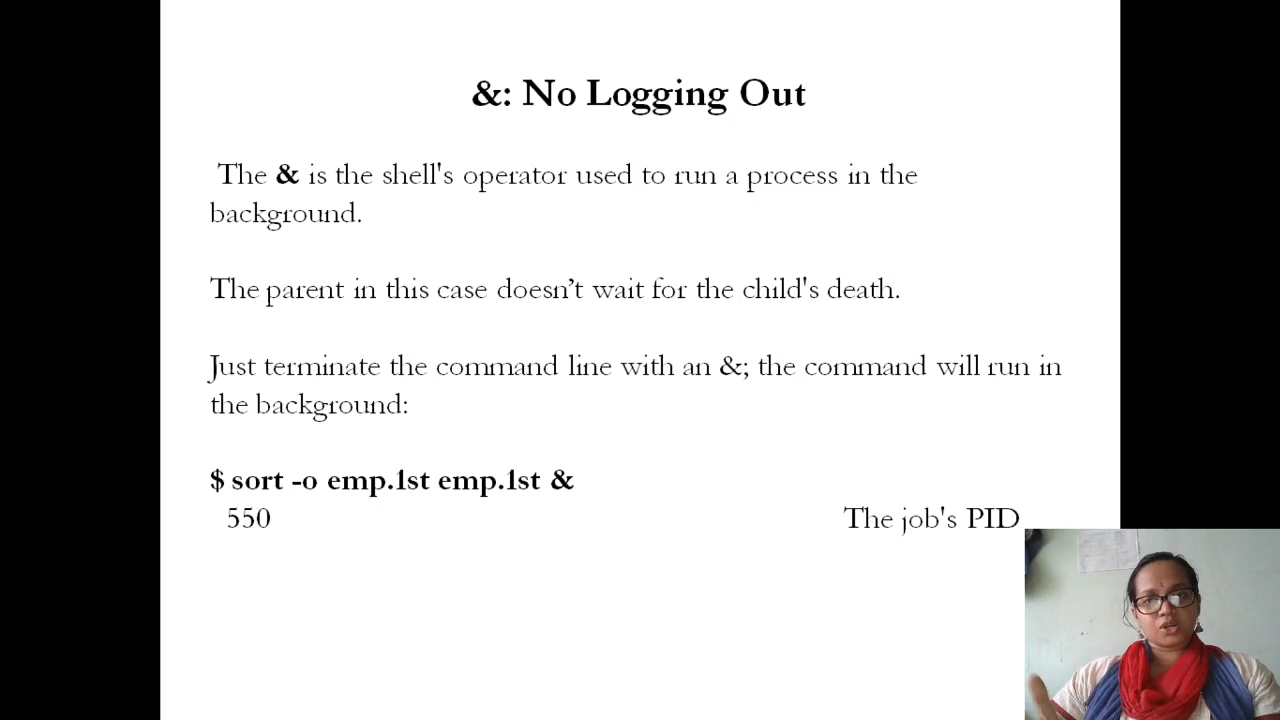 &: No Logging Out
The & is the shell's operator used to run a process in the
background.
The parent in this case doesn’t wait for the child's death.
Just terminate the command line with an &; the command will run in
the background:
$ sort -o emp.1st emp.1st &
550 The job's PID